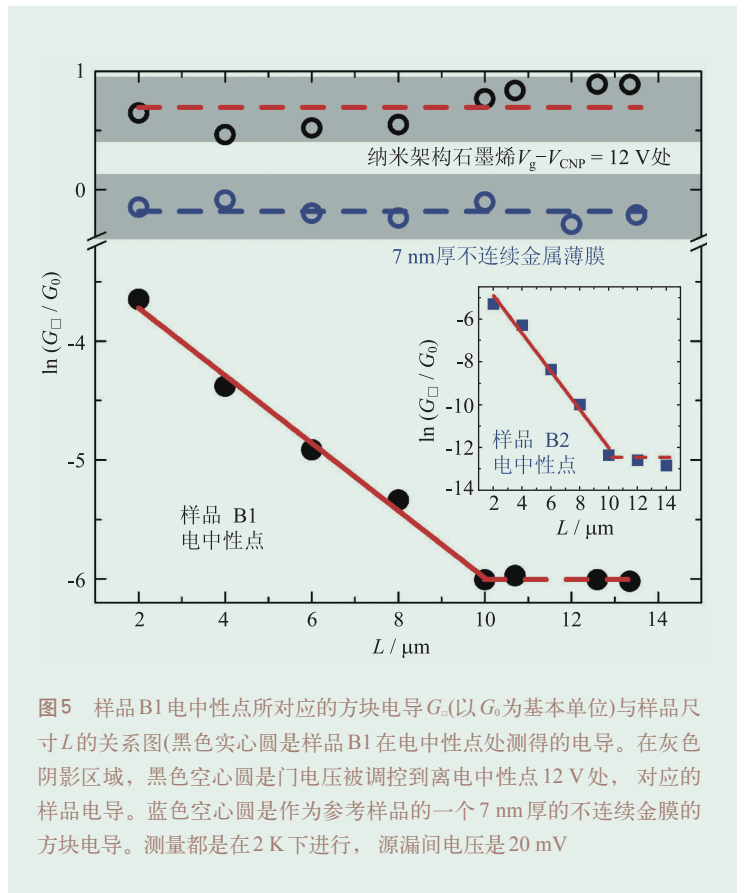 1
0
-4
-5
-6
ln (G□ / G0)
纳米架构石墨烯Vg−VCNP = 12 V处
7 nm厚不连续金属薄膜
样品 B1
电中性点
2 4 6 8 10 12 14
L / μm
-6
-8
-10
-12
-14
ln (G□ / G0)
样品 B2
电中性点
2 4 6 8 10 12 14
L / μm
图5 样品B1电中性点所对应的方块电导G□(以G0为基本单位)与样品尺
寸L的关系图(黑色实心圆是样品B1在电中性点处测得的电导。在灰色
阴影区域，黑色空心圆是门电压被调控到离电中性点12 V处， 对应的
样品电导。蓝色空心圆是作为参考样品的一个7 nm厚的不连续金膜的
方块电导。测量都是在2 K下进行， 源漏间电压是20 mV